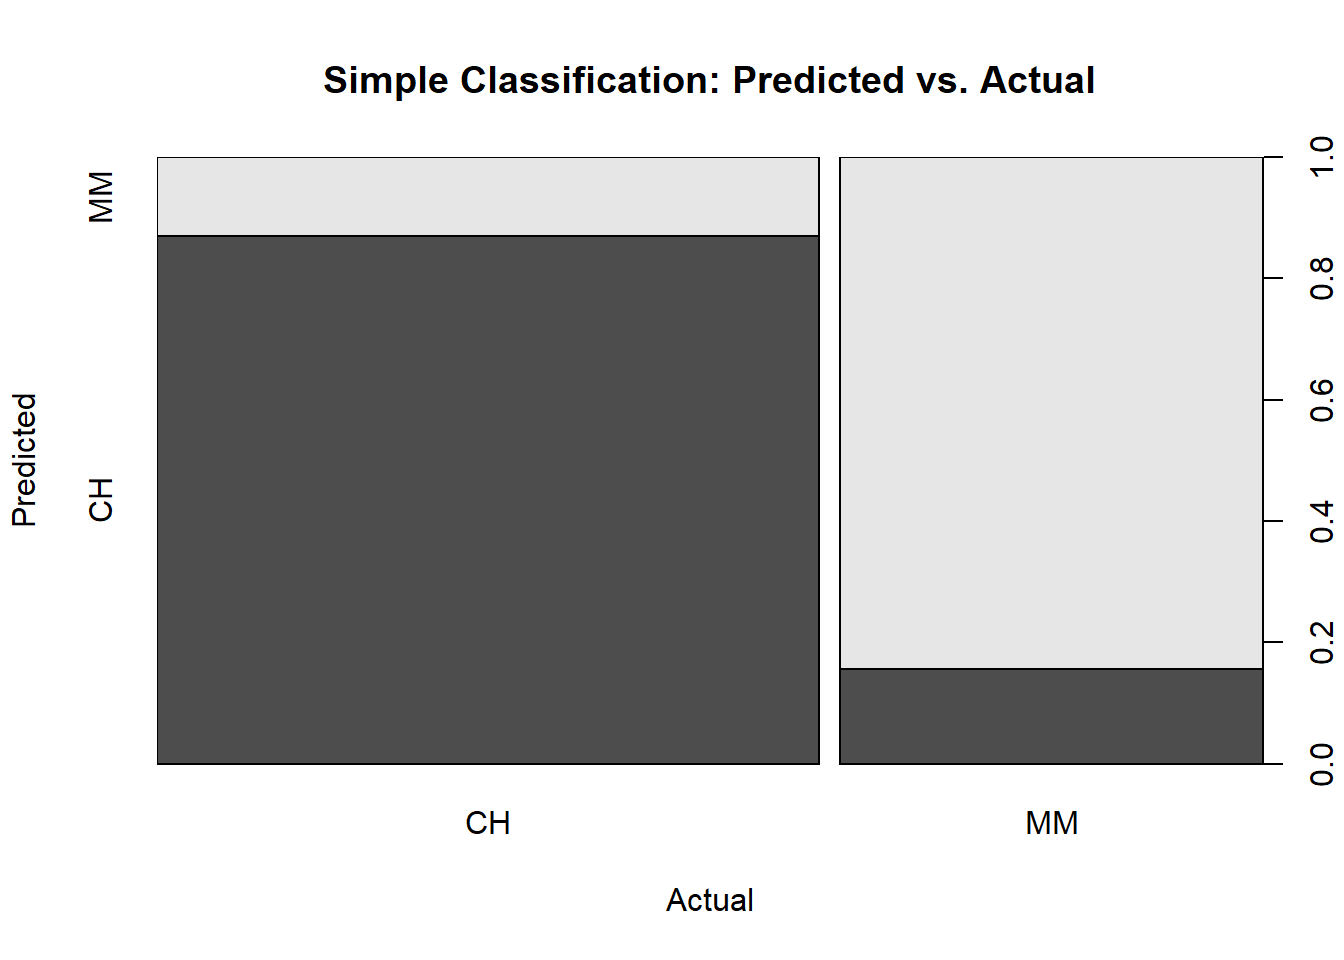 Simple Classification: Predicted vs. Actual
Predicted
MM
CH
1.0
0.8
0.6
0.4
0.2
0.0
CH
MM
Actual